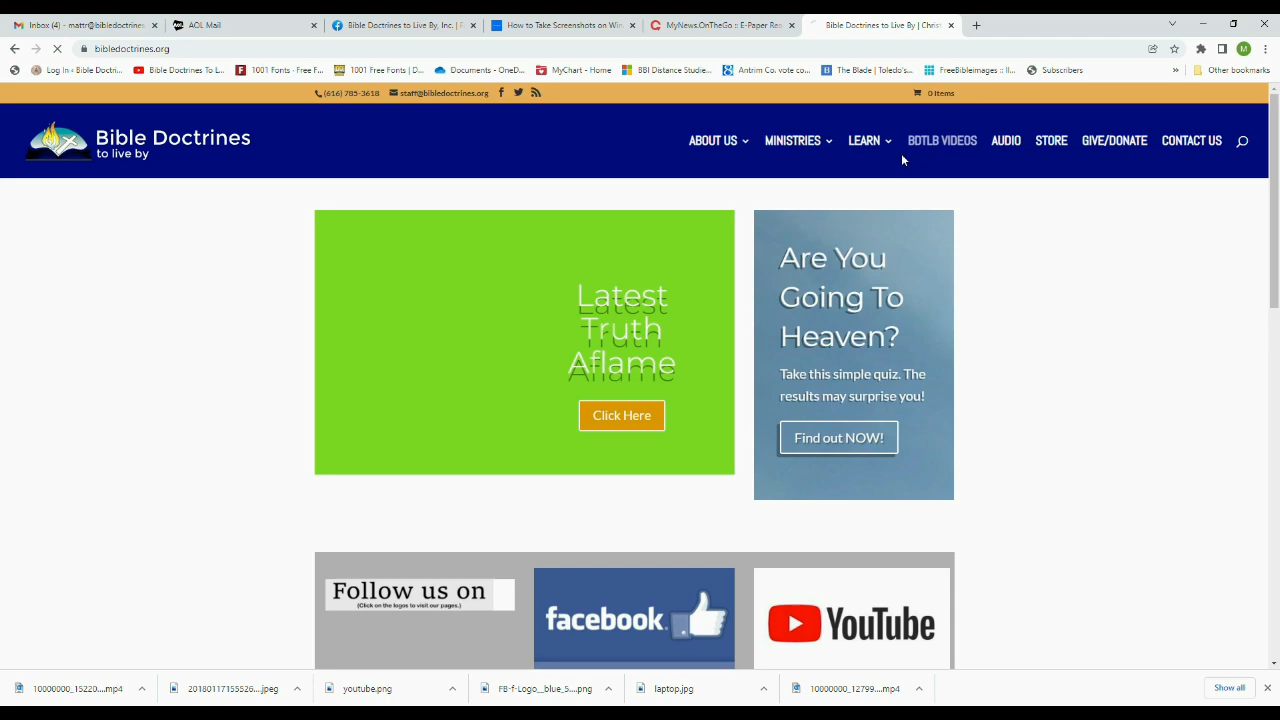 Inbox (4) - mattr@bibledoctrines
AOL Mail
Bible Doctrines to Live By, Inc. | F
How to Take Screenshots on Win
MyNews.OnTheGo :: E-Paper Res
Bible Doctrines to Live By | Chris
bibledoctrines.org
M
Log In ‹ Bible Doctri...
Bible Doctrines To L...
1001 Fonts - Free F...
1001 Free Fonts | D...
Documents - OneD...
MyChart - Home
BBI Distance Studie...
Antrim Co. vote co...
The Blade | Toledo's...
FreeBibleimages :: Il...
Subscribers
»
Other bookmarks
(616) 785-3618
staff@bibledoctrines.org
0 Items
Bible Doctrines
to live by
ABOUT US
MINISTRIES
LEARN
BDTLB VIDEOS
AUDIO
STORE
GIVE/DONATE
CONTACT US
Latest
Truth
Aflame
Click Here
Are You
Going To
Heaven?
Take this simple quiz. The
results may surprise you!
Find out NOW!
Follow us on
(Click on the logos to visit our pages.)
facebook.
YouTube
10000000_15220....mp4
20180117155526....jpeg
youtube.png
FB-f-Logo__blue_5....png
laptop.jpg
10000000_12799....mp4
Show all